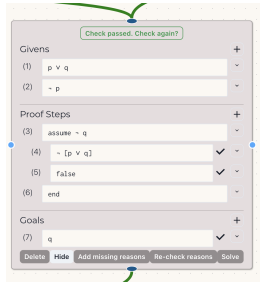 Check passed. Check again?
Givens +
(1) p ∨ q
(2) ~ p
Proof Steps +
(3) assume ~ q
(4) ~ [p ∨ q]
(5) false
(6) end
Goals +
(7) q
Delete Hide Add missing reasons Re-check reasons Solve